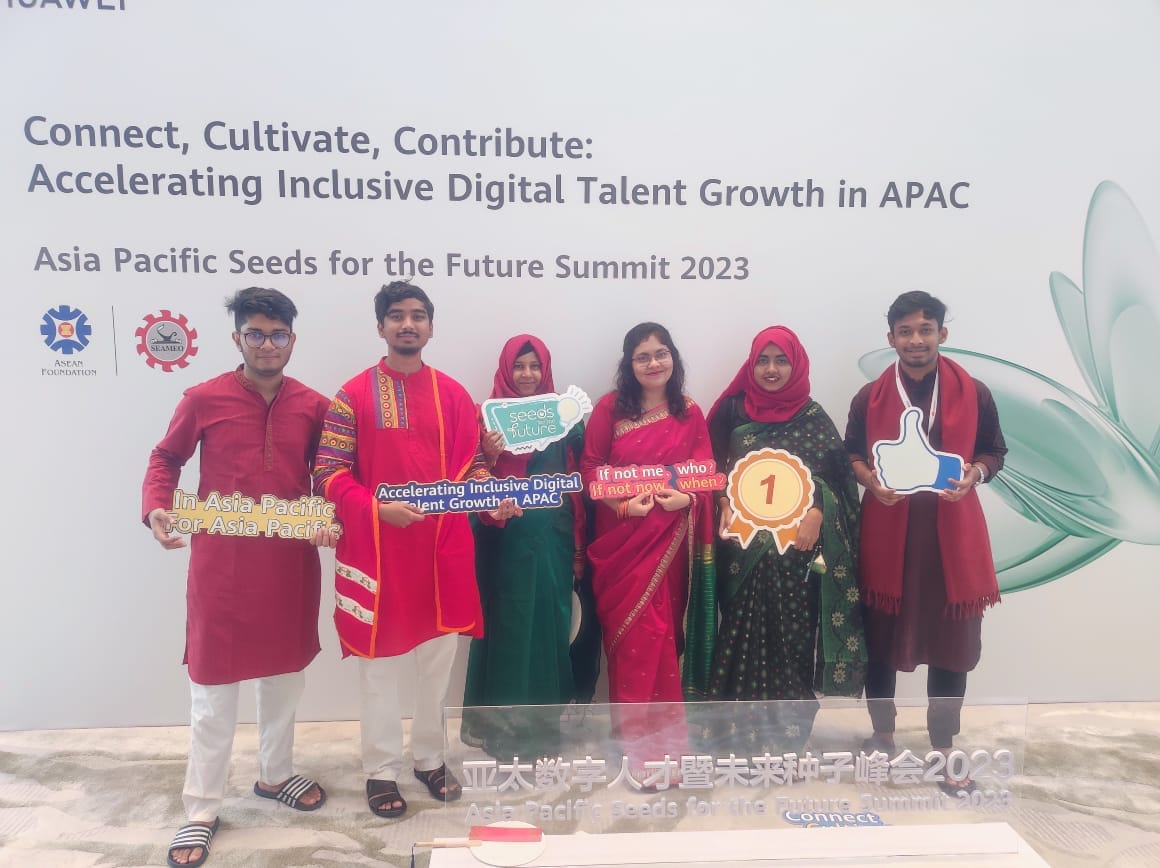 HUAWEI
Connect, Cultivate, Contribute:
Accelerating Inclusive Digital Talent Growth in APAC
Asia Pacific Seeds for the Future Summit 2023
ASEAN
FOUNDATION
SEAMEO
seeds
for the
future
In Asia Pacific
For Asia Pacific
Accelerating Inclusive Digital
Talent Growth in APAC
If not me, who?
If not now, when?
1
亚太数字人才暨未来种子峰会2023
Asia Pacific Seeds for the Future Summit 2023
Connect